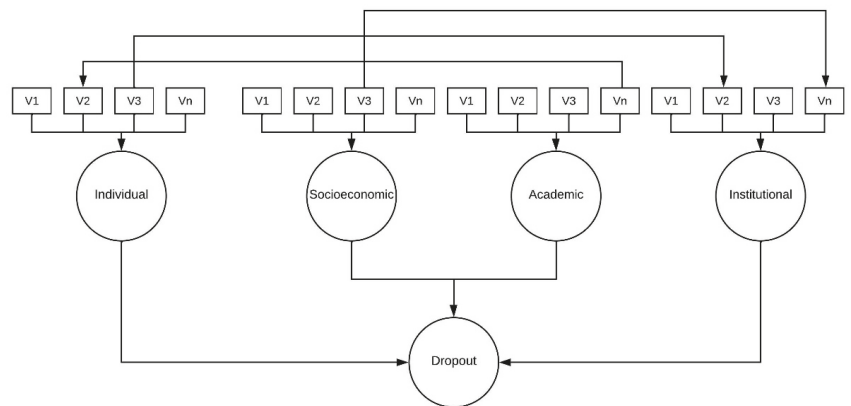 V1 V2 V3 Vn V1 V2 V3 Vn V1 V2 V3 Vn V1 V2 V3 Vn
Individual Socioeconomic Academic Institutional
Dropout